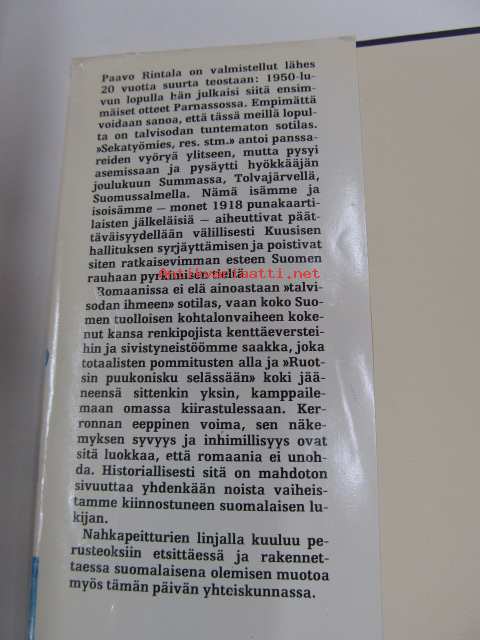 Paavo Rintala on valmistellut lähes
20 vuotta suurta teostaan: 1950-lu-
vun lopulla hän julkaisi siitä ensim-
mäiset otteet Parnassossa. Empimättä
voidaan sanoa, että tässä meillä lopul-
ta on talvisodan tuntematon sotilas.
»Sekatyömies, res. stm.» antoi panssa-
reiden vyöryä ylitseen, mutta pysyi
asemissaan ja pysäytti hyökkääjän
joulukuun Summassa, Tolvajärvellä,
Suomussalmella. Nämä isämme ja
isoisämme — monet 1918 punakaarti-
laisten jälkeläisiä — aiheuttivat päät-
täväisyydellään välillisesti Kuusisen
hallituksen syrjäyttämisen ja poistivat
siten ratkaisevimman esteen Suomen
rauhaan pyrkimisen tieltä.
Antikvariaatti.net
Romaanissa ei elä ainoastaan »talvi-
sodan ihmeen» sotilas, vaan koko Suo-
men tuolloisen kohtalonvaiheen koke-
nut kansa renkipojista kenttäeverstei-
hin ja sivistyneistöömme saakka, joka
totaalisten pommitusten alla ja »Ruot-
sin puukonisku selässään» koki jää-
neensä sittenkin yksin, kamppaile-
maan omassa kiirastulessaan. Ker-
ronnan eeppinen voima, sen näke-
myksen syvyys ja inhimillisyys ovat
sitä luokkaa, että romaania ei unoh-
da. Historiallisesti sitä on mahdoton
sivuuttaa yhdenkään noista vaiheis-
tamme kiinnostuneen suomalaisen lu-
kijan.
Nahkapeitturien linjalla kuuluu pe-
rusteoksiin etsittäessä ja rakennet-
taessa suomalaisena olemisen muotoa
myös tämän päivän yhteiskunnassa.